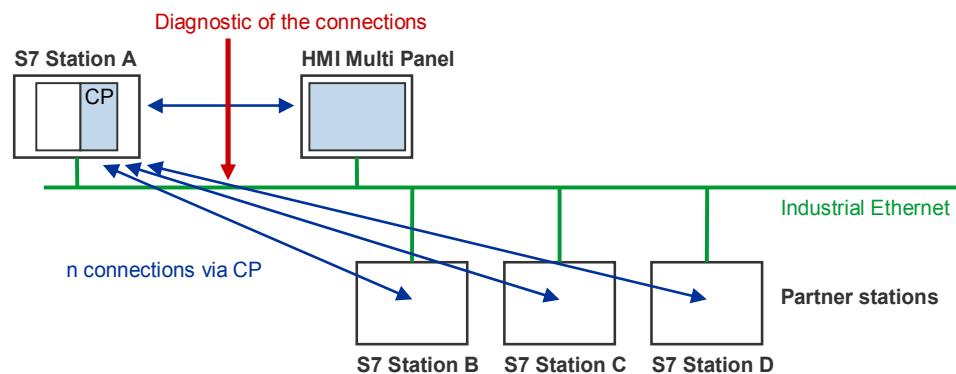 Diagnostic of the connections
S7 Station A
HMI Multi Panel
CP
Industrial Ethernet
n connections via CP
Partner stations
S7 Station B
S7 Station C
S7 Station D